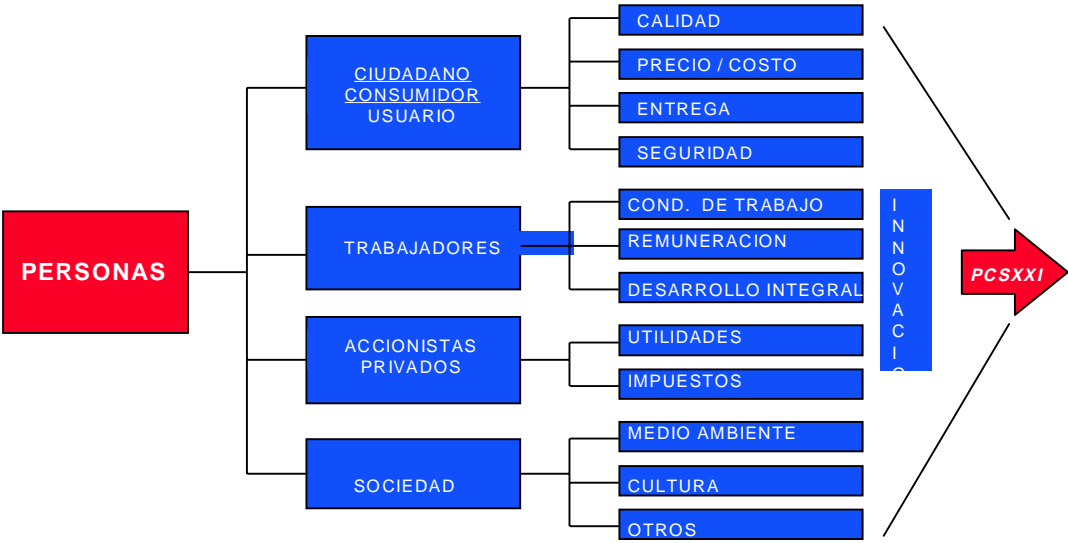 PERSONAS
CIUDADANO
CONSUMIDOR
USUARIO
CALIDAD
PRECIO / COSTO
ENTREGA
SEGURIDAD
TRABAJADORES
COND. DE TRABAJO
REMUNERACION
DESARROLLO INTEGRAL
ACCIONISTAS
PRIVADOS
UTILIDADES
IMPUESTOS
SOCIEDAD
MEDIO AMBIENTE
CULTURA
OTROS
I
N
N
O
V
A
C
I
PCSXXI